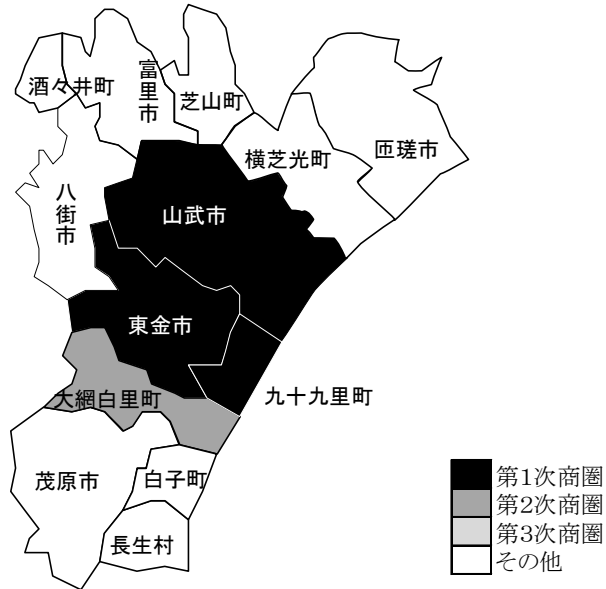 酒々井町
富里市
芝山町
横芝光町
匝瑳市
八街市
山武市
東金市
九十九里町
大網白里町
茂原市
白子町
長生村
第1次商圏
第2次商圏
第3次商圏
その他